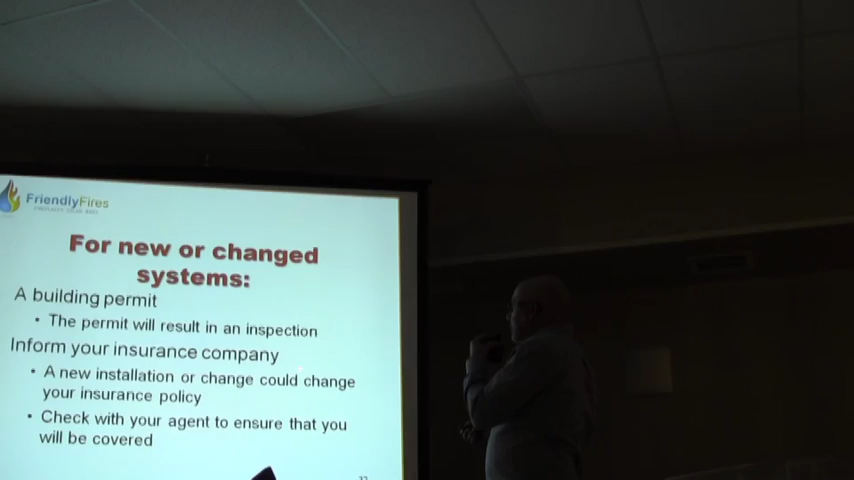 FriendlyFires
For new or changed
systems:
A building permit
• The permit will result in an inspection
Inform your insurance company
• A new installation or change could change
your insurance policy
• Check with your agent to ensure that you
will be covered